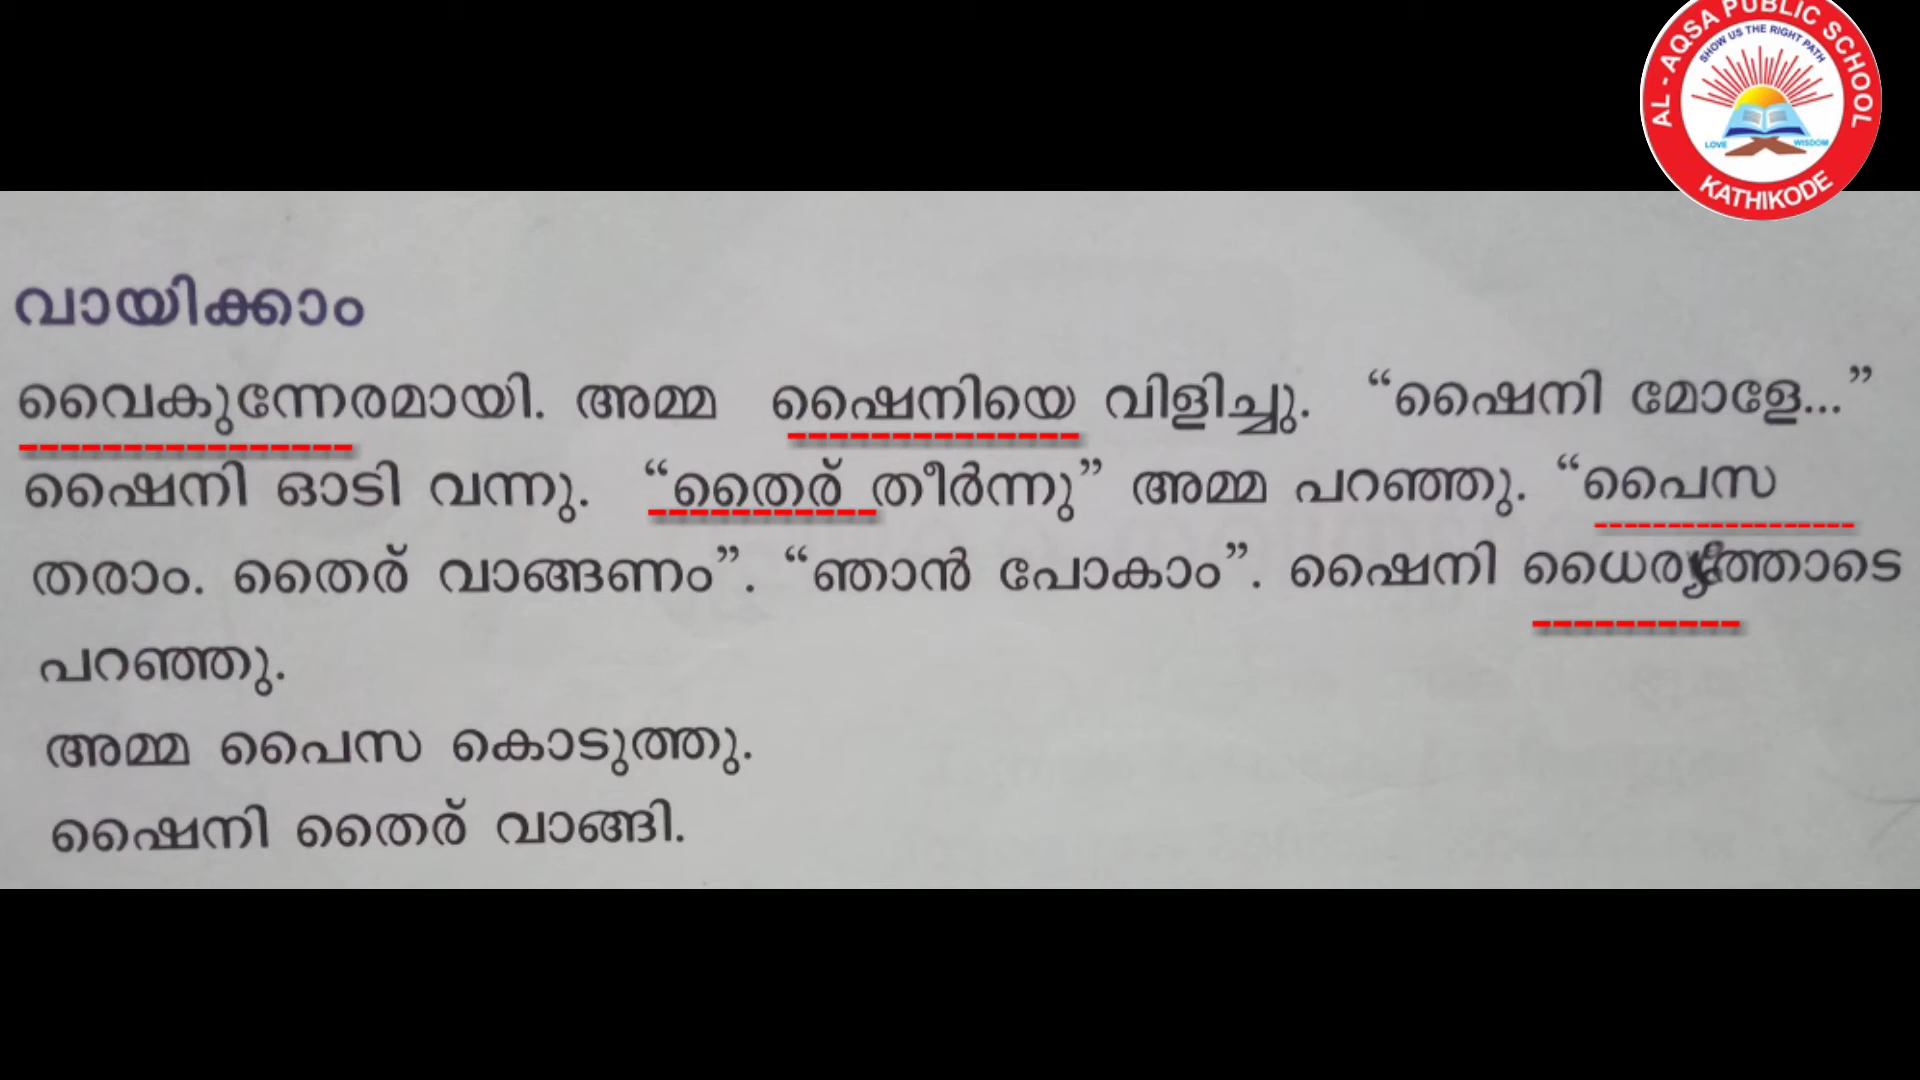 AL - AQSA PUBLIC SCHOOL
SHOW US THE RIGHT PATH
LOVE WISDOM
KATHIKODE
വായിക്കാം
വൈകുന്നേരമായി. അമ്മ ഷൈനിയെ വിളിച്ചു. “ഷൈനി മോളേ...”
ഷൈനി ഓടി വന്നു. “തൈര് തീർന്നു” അമ്മ പറഞ്ഞു. “പൈസ
തരാം. തൈര് വാങ്ങണം”. “ഞാൻ പോകാം”. ഷൈനി ധൈര്യത്തോടെ
പറഞ്ഞു.
അമ്മ പൈസ കൊടുത്തു.
ഷൈനി തൈര് വാങ്ങി.